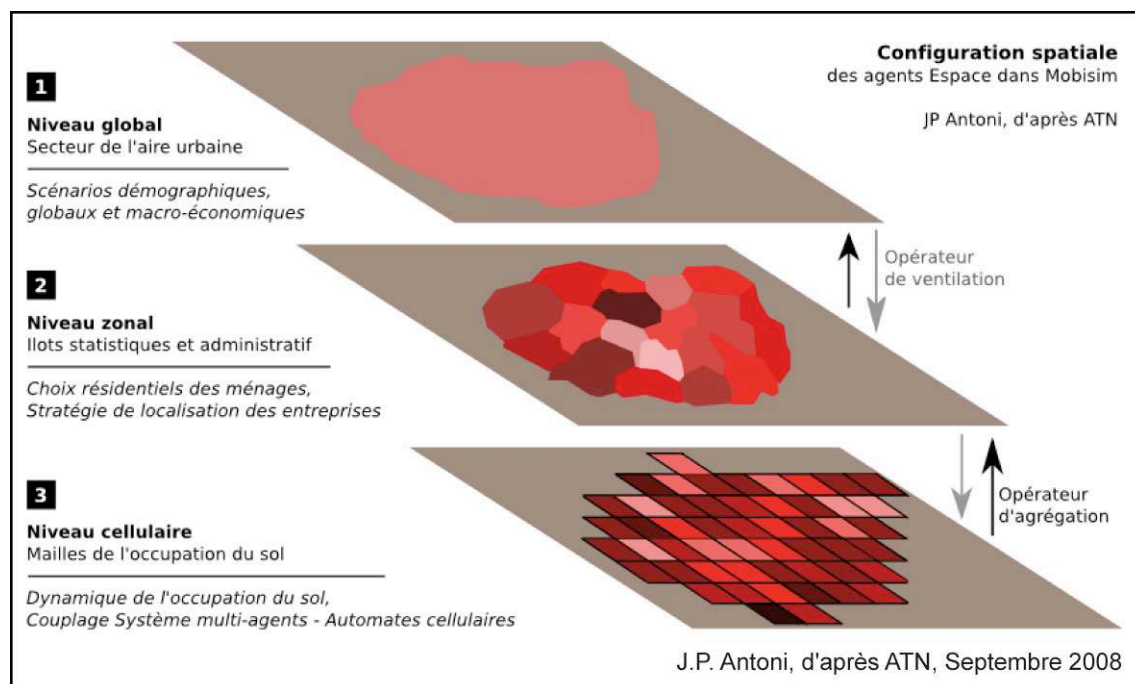 Configuration spatiale
des agents Espace dans Mobisim
JP Antoni, d'après ATN
1
Niveau global
Secteur de l'aire urbaine
Scénarios démographiques,
globaux et macro-économiques
Opérateur
de ventilation
2
Niveau zonal
Ilots statistiques et administratif
Choix résidentiels des ménages,
Stratégie de localisation des entreprises
3
Niveau cellulaire
Mailles de l'occupation du sol
Dynamique de l'occupation du sol,
Couplage Système multi-agents - Automates cellulaires
Opérateur
d'agrégation
J.P. Antoni, d'après ATN, Septembre 2008